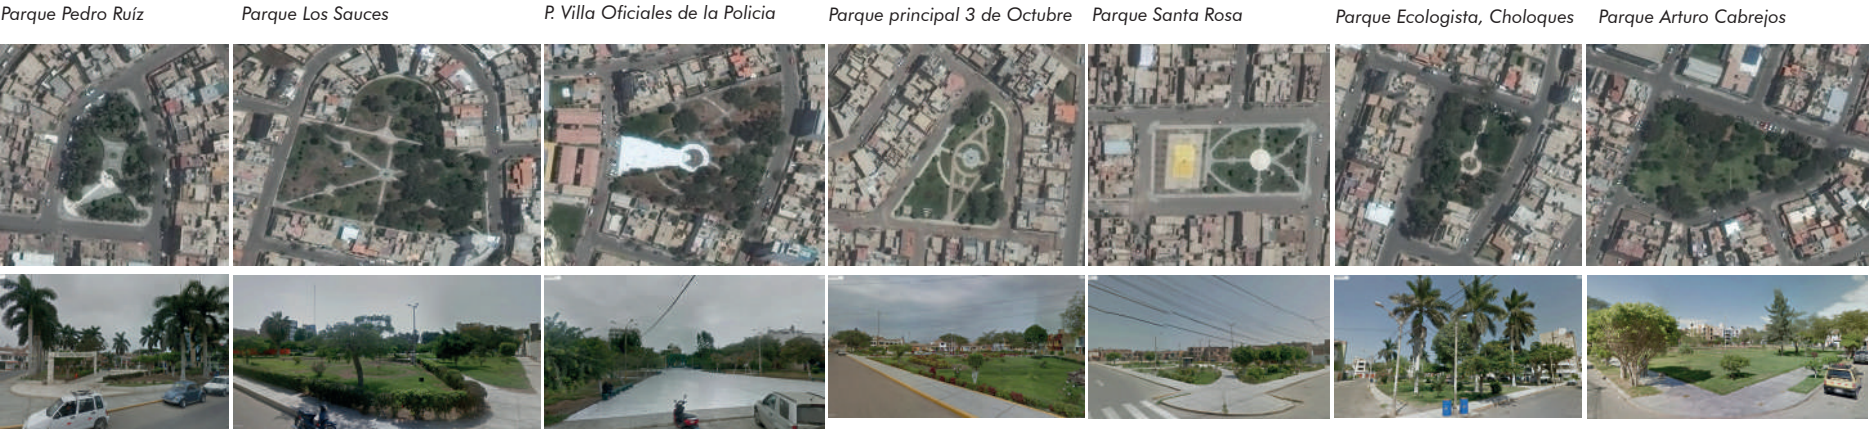 Parque Pedro Ruíz
Parque Los Sauces
P. Villa Oficiales de la Policia
Parque principal 3 de Octubre
Parque Santa Rosa
Parque Ecologista, Choloques
Parque Arturo Cabrejos